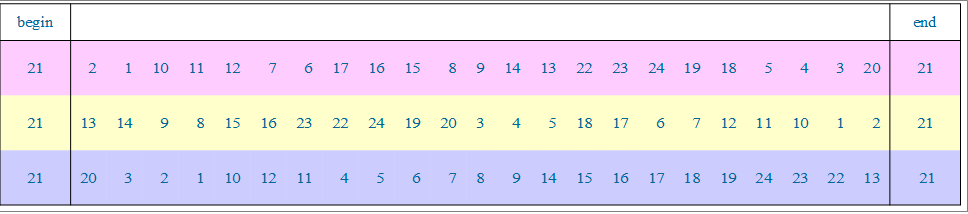 begin end
21 2 1 10 11 12 7 6 17 16 15 8 9 14 13 22 23 24 19 18 5 4 3 20 21
21 13 14 9 8 15 16 23 22 24 19 20 3 4 5 18 17 6 7 12 11 10 1 2 21
21 20 3 2 1 10 12 11 4 5 6 7 8 9 14 15 16 17 18 19 24 23 22 13 21